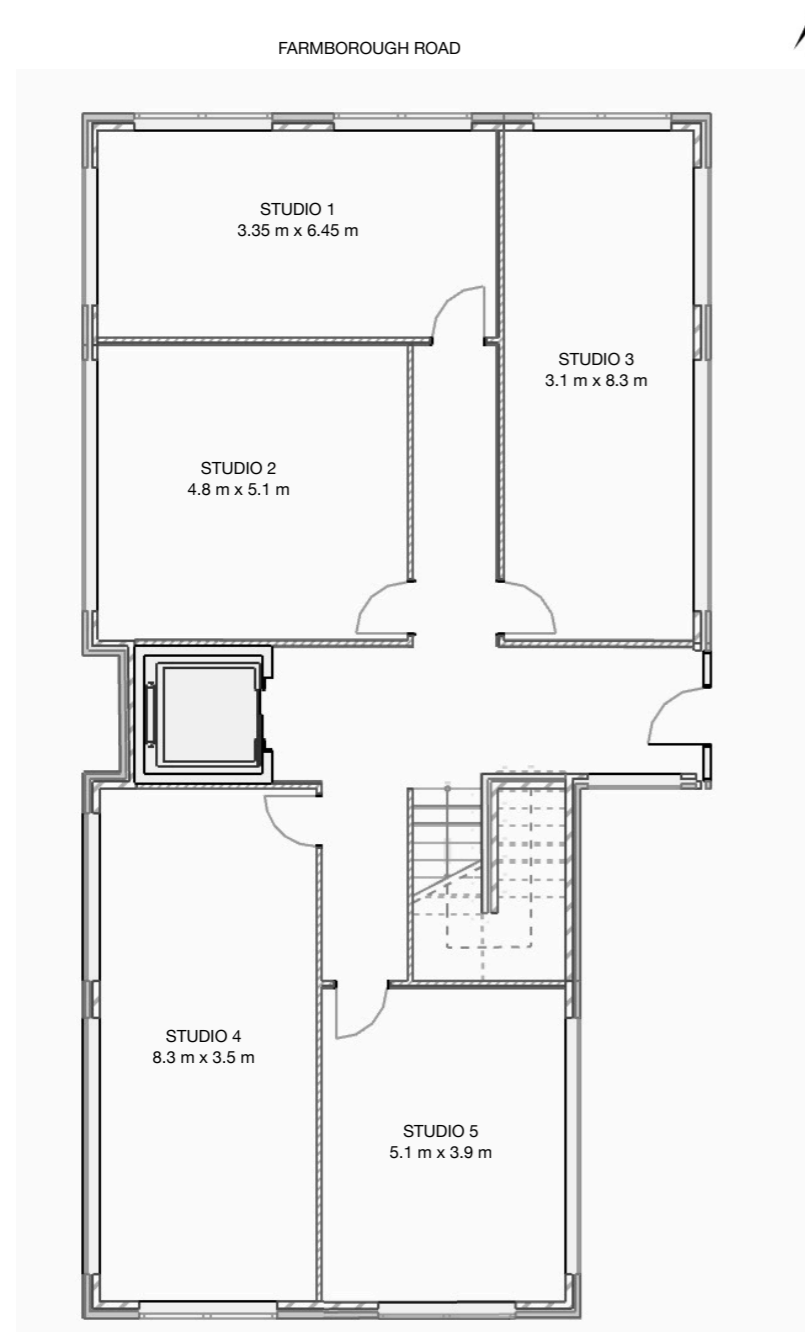 FARMBOROUGH ROAD
STUDIO 1
3.35 m x 6.45 m
STUDIO 3
3.1 m x 8.3 m
STUDIO 2
4.8 m x 5.1 m
STUDIO 4
8.3 m x 3.5 m
STUDIO 5
5.1 m x 3.9 m